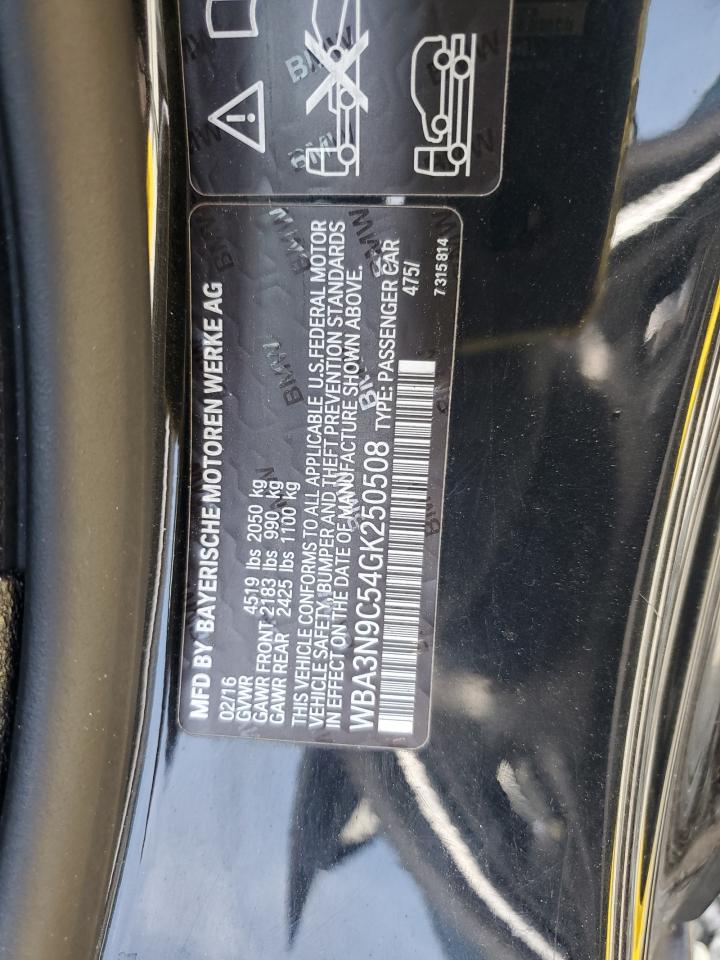 MFD BY BAYERISCHE MOTOREN WERKE AG
02/16
GVWR 4519 lbs 2050 kg
GAWR FRONT 2183 lbs 990 kg
GAWR REAR 2425 lbs 1100 kg
THIS VEHICLE CONFORMS TO ALL APPLICABLE U.S.FEDERAL MOTOR
VEHICLE SAFETY, BUMPER AND THEFT PREVENTION STANDARDS
IN EFFECT ON THE DATE OF MANUFACTURE SHOWN ABOVE.
WBA3N9C54GK250508 TYPE: PASSENGER CAR
475/
7 315 814